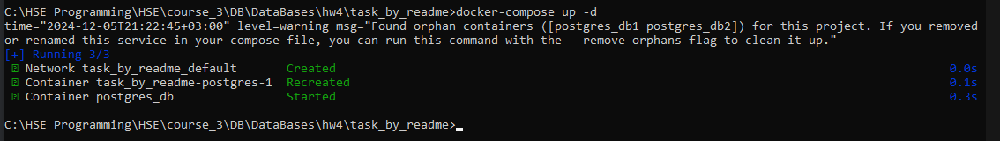 C:\HSE Programming\HSE\course_3\DB\DataBases\hw4\task_by_readme>docker-compose up -d
time="2024-12-05T21:22:45+03:00" level=warning msg="Found orphan containers ([postgres_db1 postgres_db2]) for this project. If you removed
or renamed this service in your compose file, you can run this command with the --remove-orphans flag to clean it up."
[+] Running 3/3
Network task_by_readme_default Created 0.0s
Container task_by_readme-postgres-1 Recreated 0.1s
Container postgres_db Started 0.3s
C:\HSE Programming\HSE\course_3\DB\DataBases\hw4\task_by_readme>